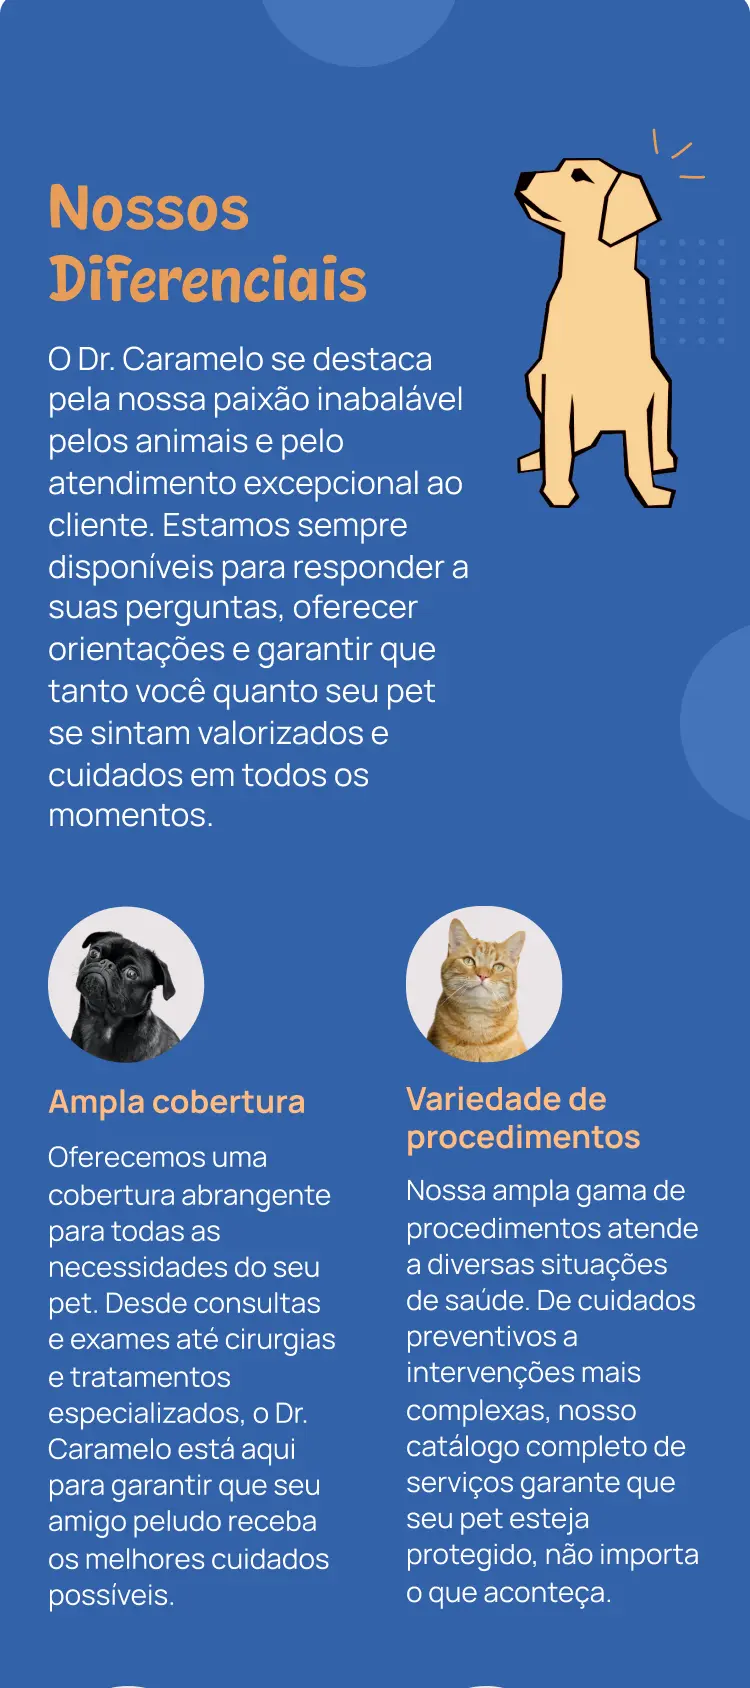 Nossos
Diferenciais
O Dr. Caramelo se destaca
pela nossa paixão inabalável
pelos animais e pelo
atendimento excepcional ao
cliente. Estamos sempre
disponíveis para responder a
suas perguntas, oferecer
orientações e garantir que
tanto você quanto seu pet
se sintam valorizados e
cuidados em todos os
momentos.
Ampla cobertura
Oferecemos uma
cobertura abrangente
para todas as
necessidades do seu
pet. Desde consultas
e exames até cirurgias
e tratamentos
especializados, o Dr.
Caramelo está aqui
para garantir que seu
amigo peludo receba
os melhores cuidados
possíveis.
Variedade de
procedimentos
Nossa ampla gama de
procedimentos atende
a diversas situações
de saúde. De cuidados
preventivos a
intervenções mais
complexas, nosso
catálogo completo de
serviços garante que
seu pet esteja
protegido, não importa
o que aconteça.